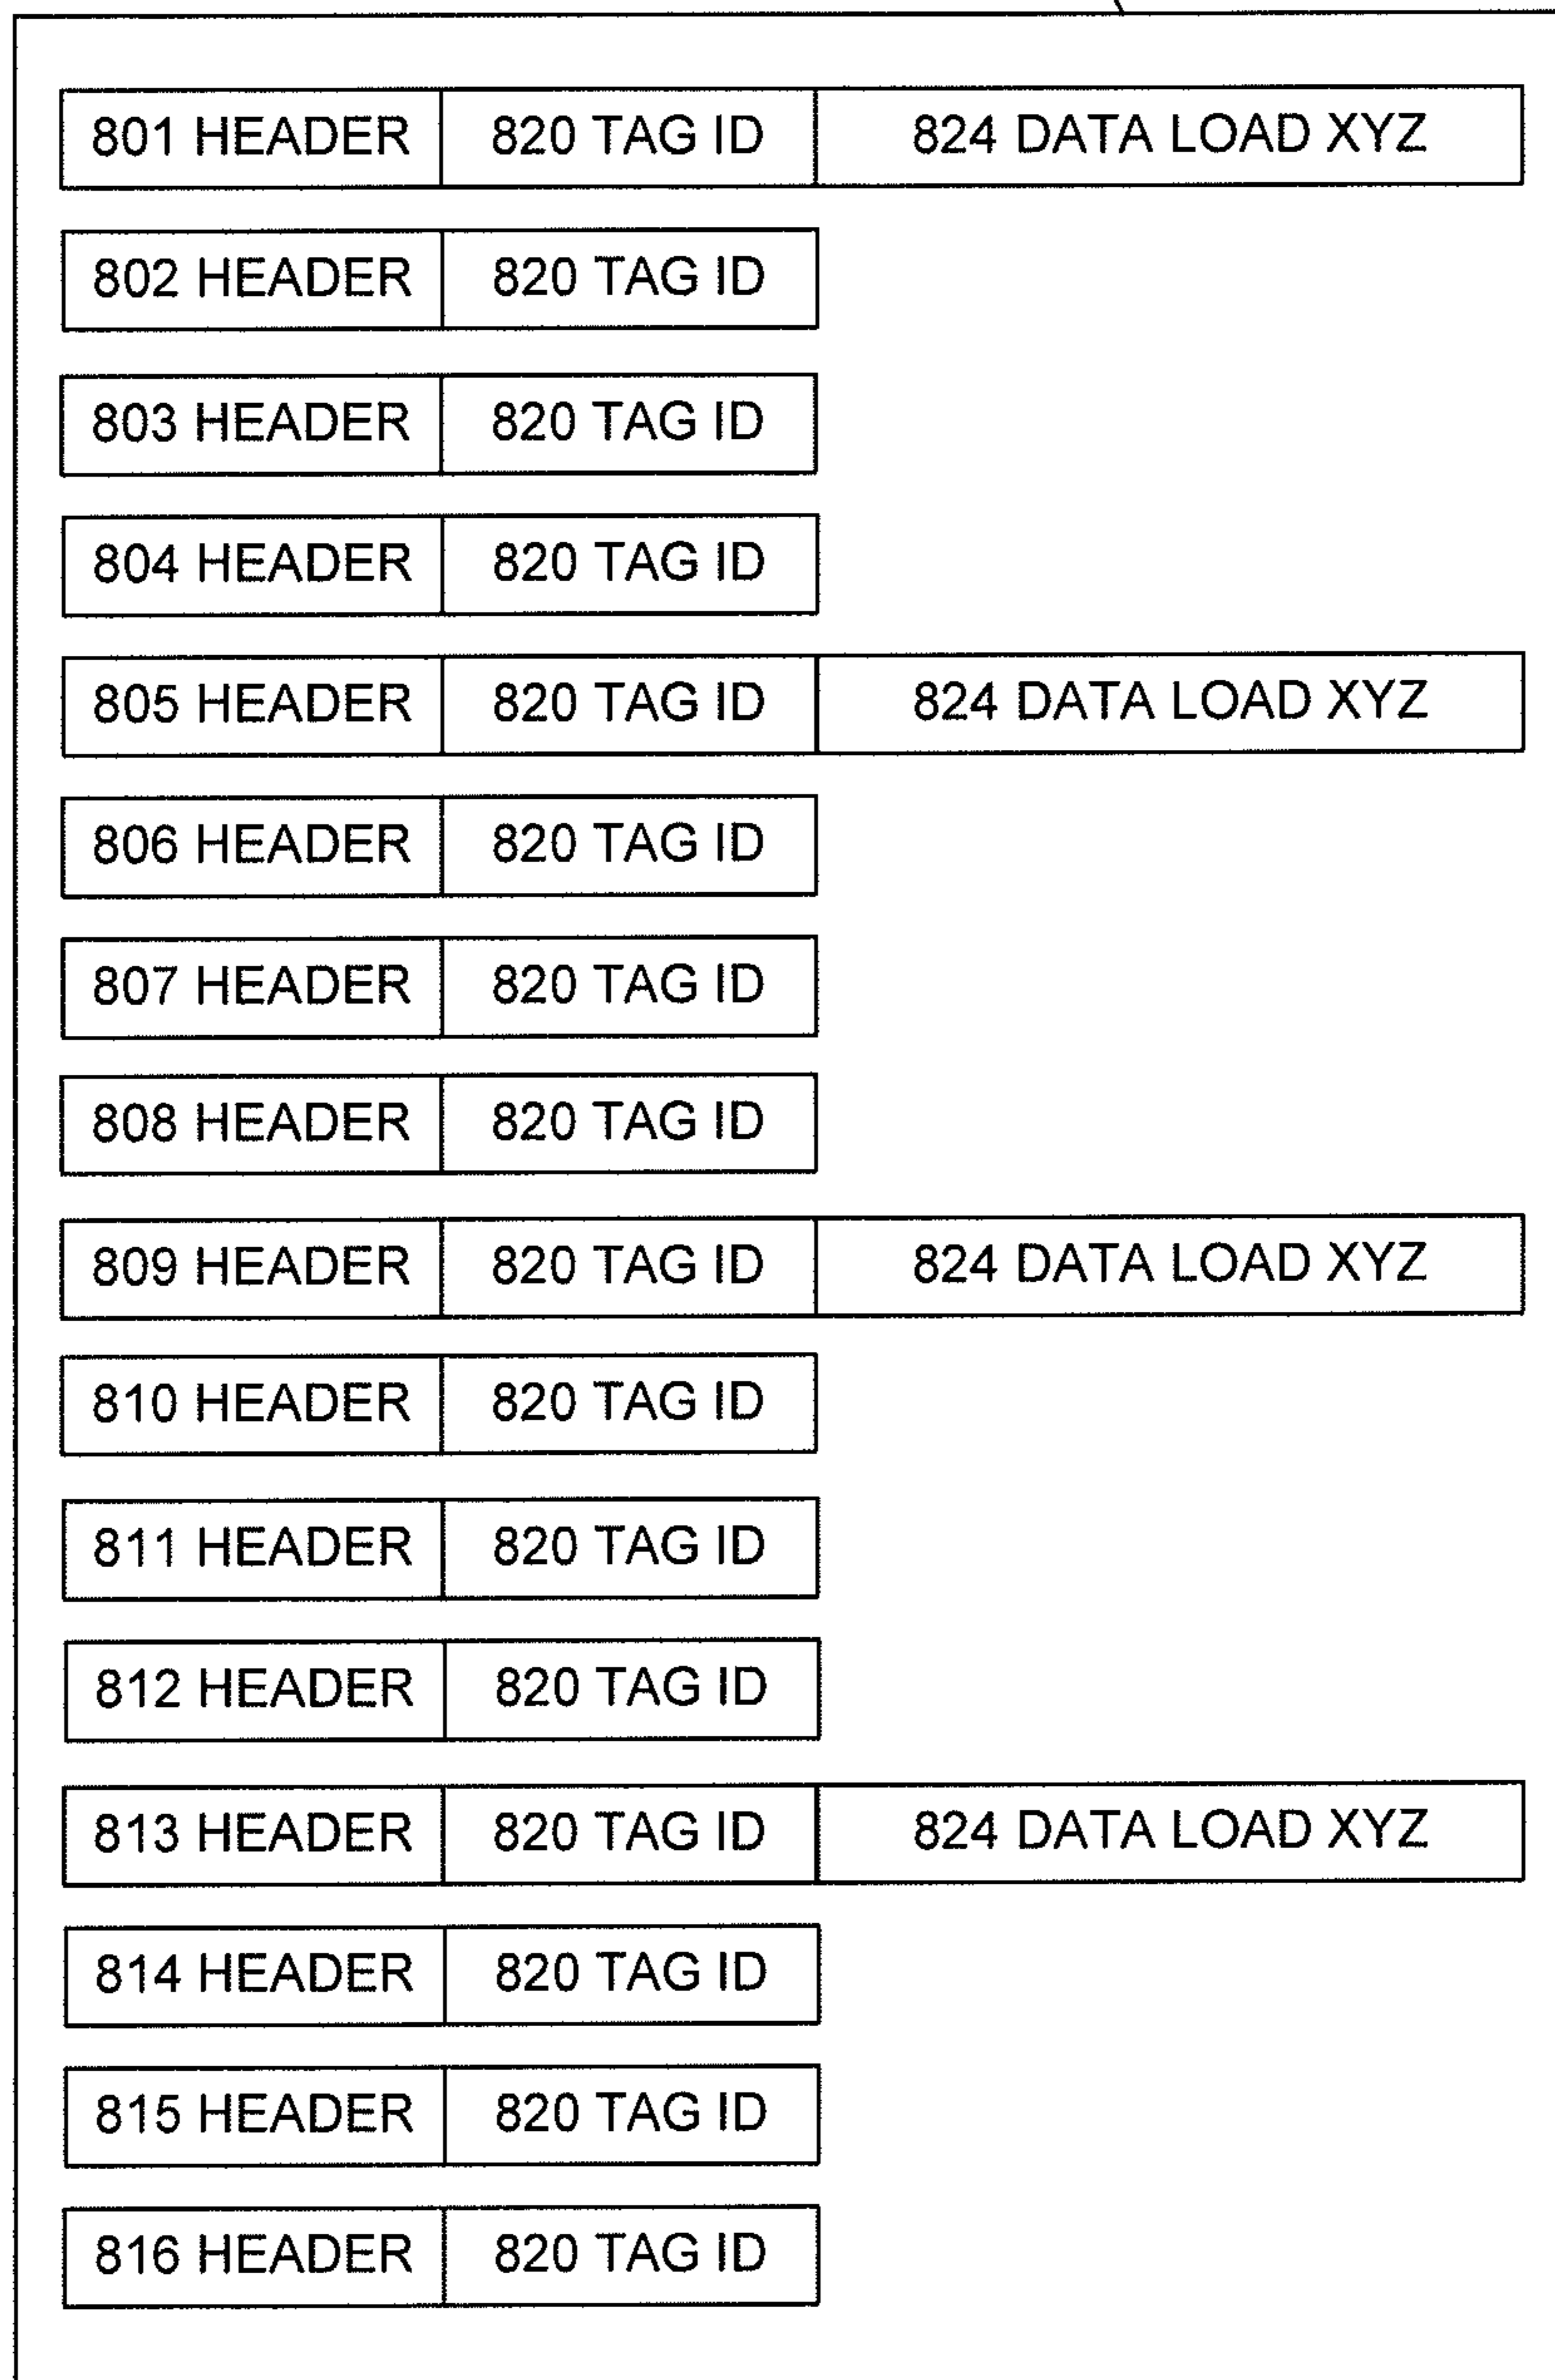 801 HEADER 820 TAG ID 824 DATA LOAD XYZ
802 HEADER 820 TAG ID
803 HEADER 820 TAG ID
804 HEADER 820 TAG ID
805 HEADER 820 TAG ID 824 DATA LOAD XYZ
806 HEADER 820 TAG ID
807 HEADER 820 TAG ID
808 HEADER 820 TAG ID
809 HEADER 820 TAG ID 824 DATA LOAD XYZ
810 HEADER 820 TAG ID
811 HEADER 820 TAG ID
812 HEADER 820 TAG ID
813 HEADER 820 TAG ID 824 DATA LOAD XYZ
814 HEADER 820 TAG ID
815 HEADER 820 TAG ID
816 HEADER 820 TAG ID